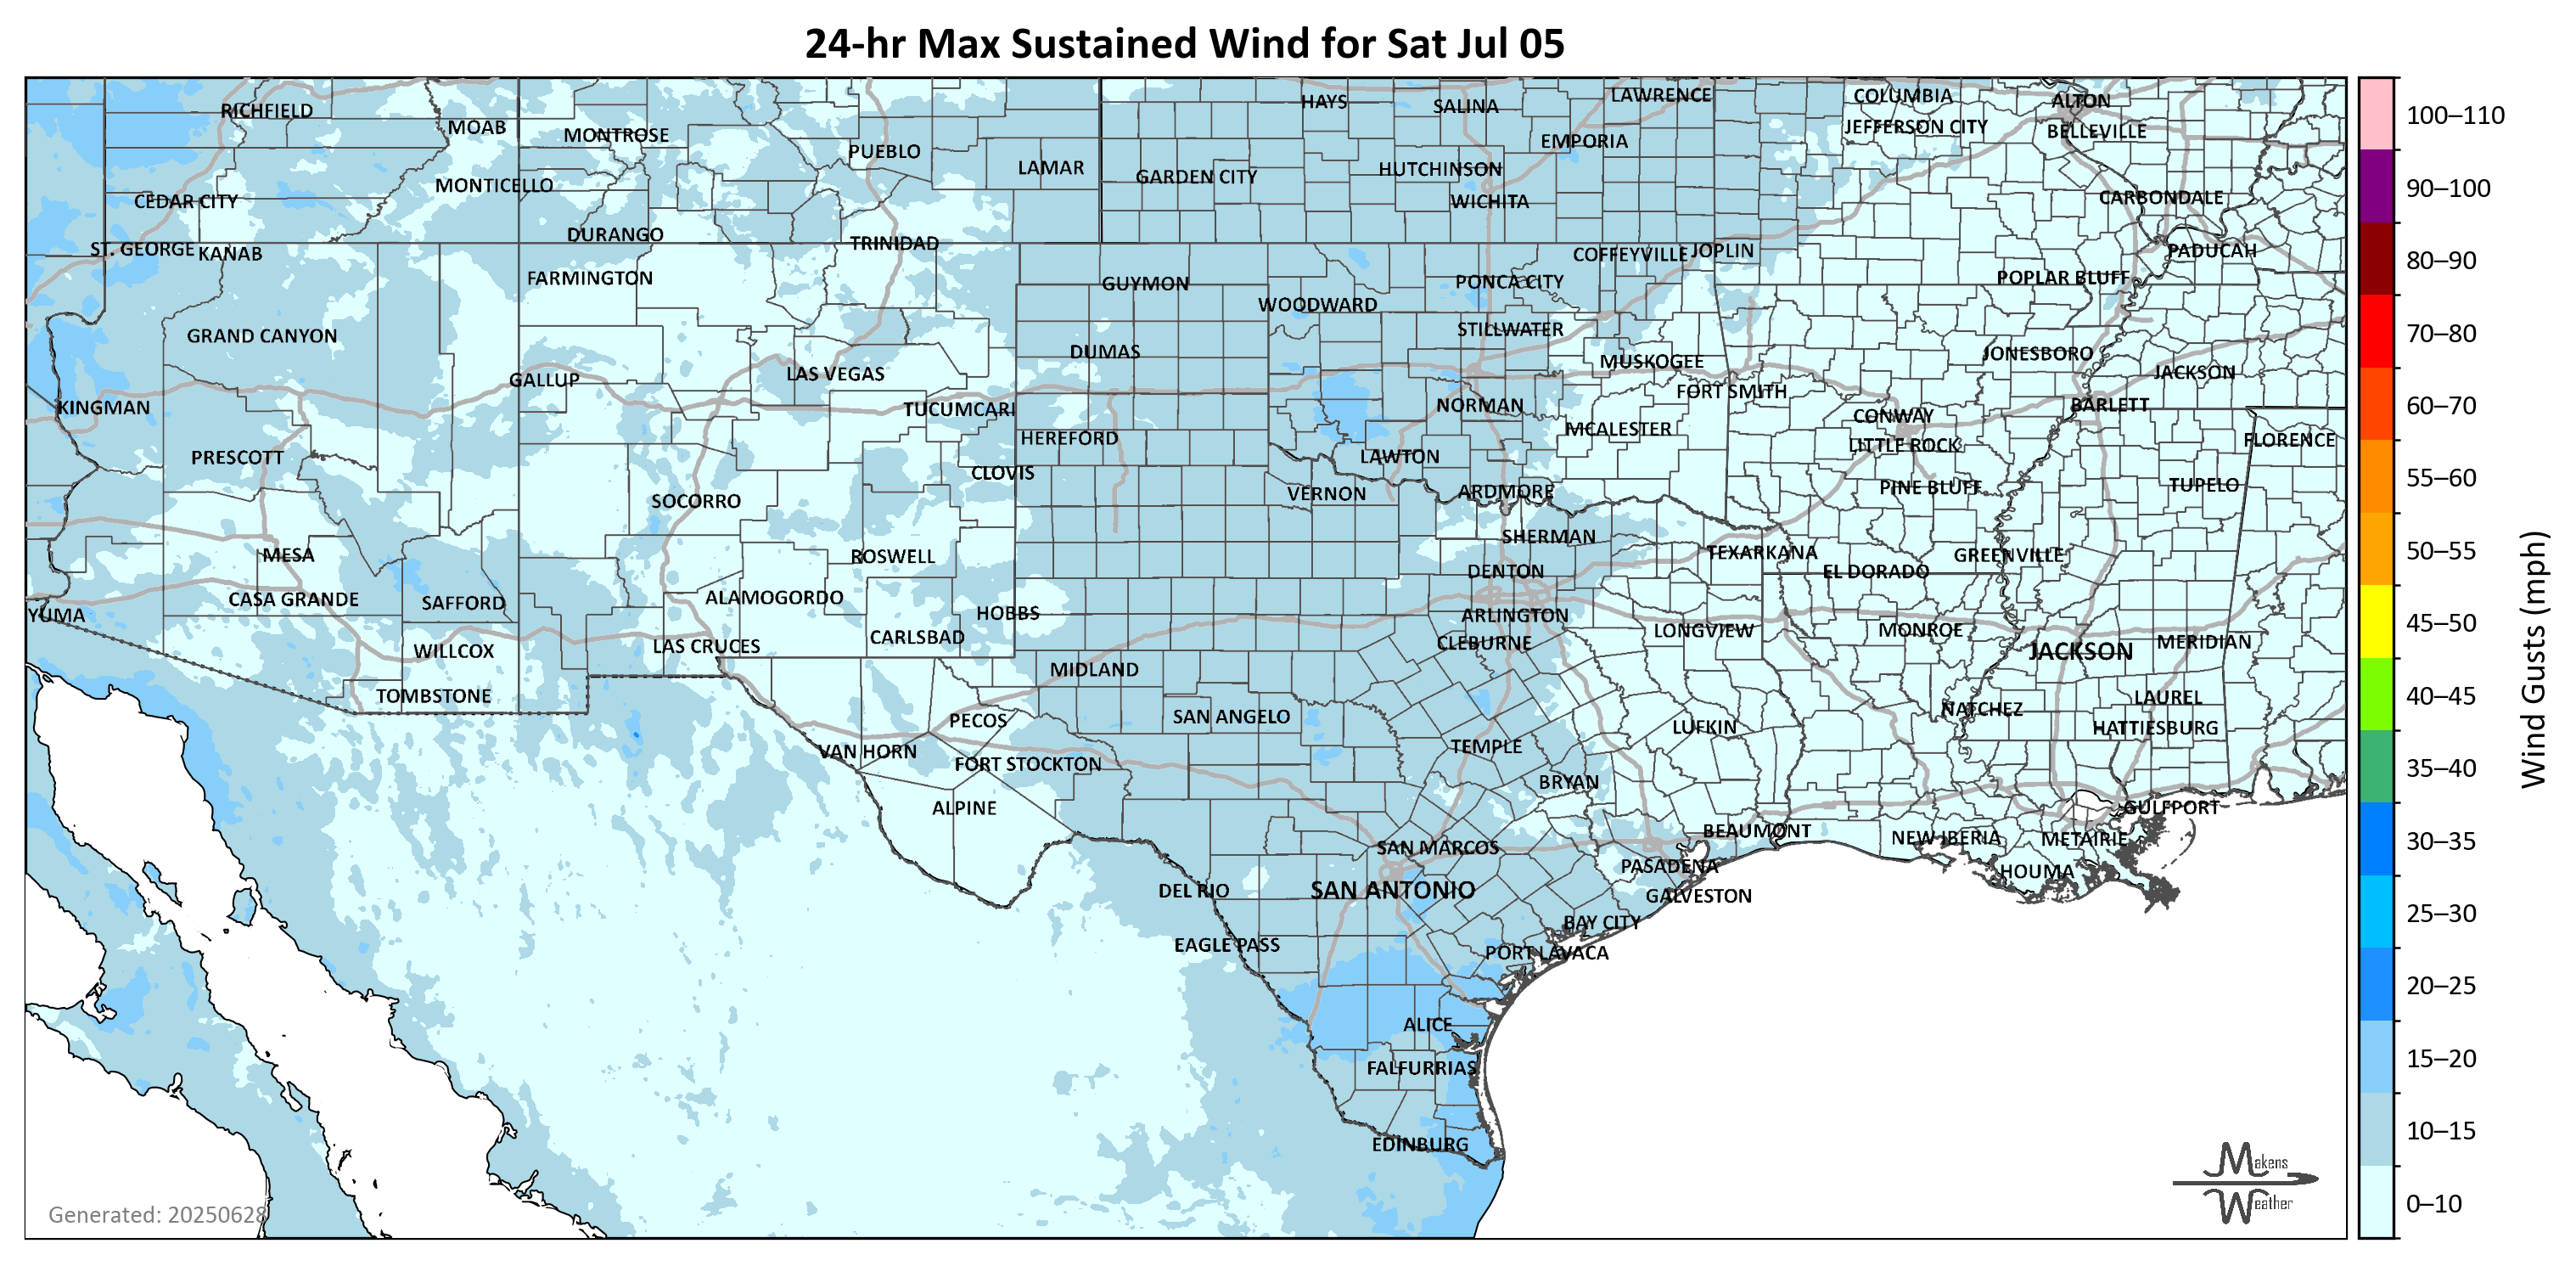 24-hr Max Sustained Wind for Sat Jul 05
RICHFIELD
MOAB
MONTROSE
PUEBLO
LAMAR
HAYS
SALINA
LAWRENCE
COLUMBIA
ALTON
JEFFERSON CITY
BELLEVILLE
EMPORIA
GARDEN CITY
HUTCHINSON
WICHITA
CARBONDALE
MONTICELLO
CEDAR CITY
DURANGO
TRINIDAD
ST. GEORGE
KANAB
FARMINGTON
GUYMON
WOODWARD
PONCA CITY
COFFEYVILLE
JOPLIN
POPLAR BLUFF
PADUCAH
GRAND CANYON
DUMAS
STILLWATER
MUSKOGEE
JONESBORO
JACKSON
GALLUP
LAS VEGAS
FORT SMITH
KINGMAN
TUCUMCARI
NORMAN
CONWAY
BARLETT
HEREFORD
MCALESTER
LITTLE ROCK
FLORENCE
PRESCOTT
CLOVIS
LAWTON
SOCORRO
VERNON
ARDMORE
PINE BLUFF
TUPELO
MESA
ROSWELL
SHERMAN
TEXARKANA
GREENVILLE
DENTON
EL DORADO
CASA GRANDE
SAFFORD
ALAMOGORDO
HOBBS
ARLINGTON
YUMA
WILLCOX
LAS CRUCES
CARLSBAD
CLEBURNE
LONGVIEW
MONROE
JACKSON
MERIDIAN
MIDLAND
TOMBSTONE
PECOS
SAN ANGELO
LUFKIN
NATCHEZ
LAUREL
HATTIESBURG
VAN HORN
FORT STOCKTON
TEMPLE
BRYAN
ALPINE
GULFPORT
SAN MARCOS
BEAUMONT
NEW IBERIA
METAIRIE
DEL RIO
SAN ANTONIO
PASADENA
GALVESTON
HOUMA
EAGLE PASS
BAY CITY
PORT LAVACA
ALICE
FALFURRIAS
EDINBURG
Generated: 20250628
Makens
Weather
100–110
90–100
80–90
70–80
60–70
55–60
50–55
45–50
40–45
35–40
30–35
25–30
20–25
15–20
10–15
0–10
Wind Gusts (mph)